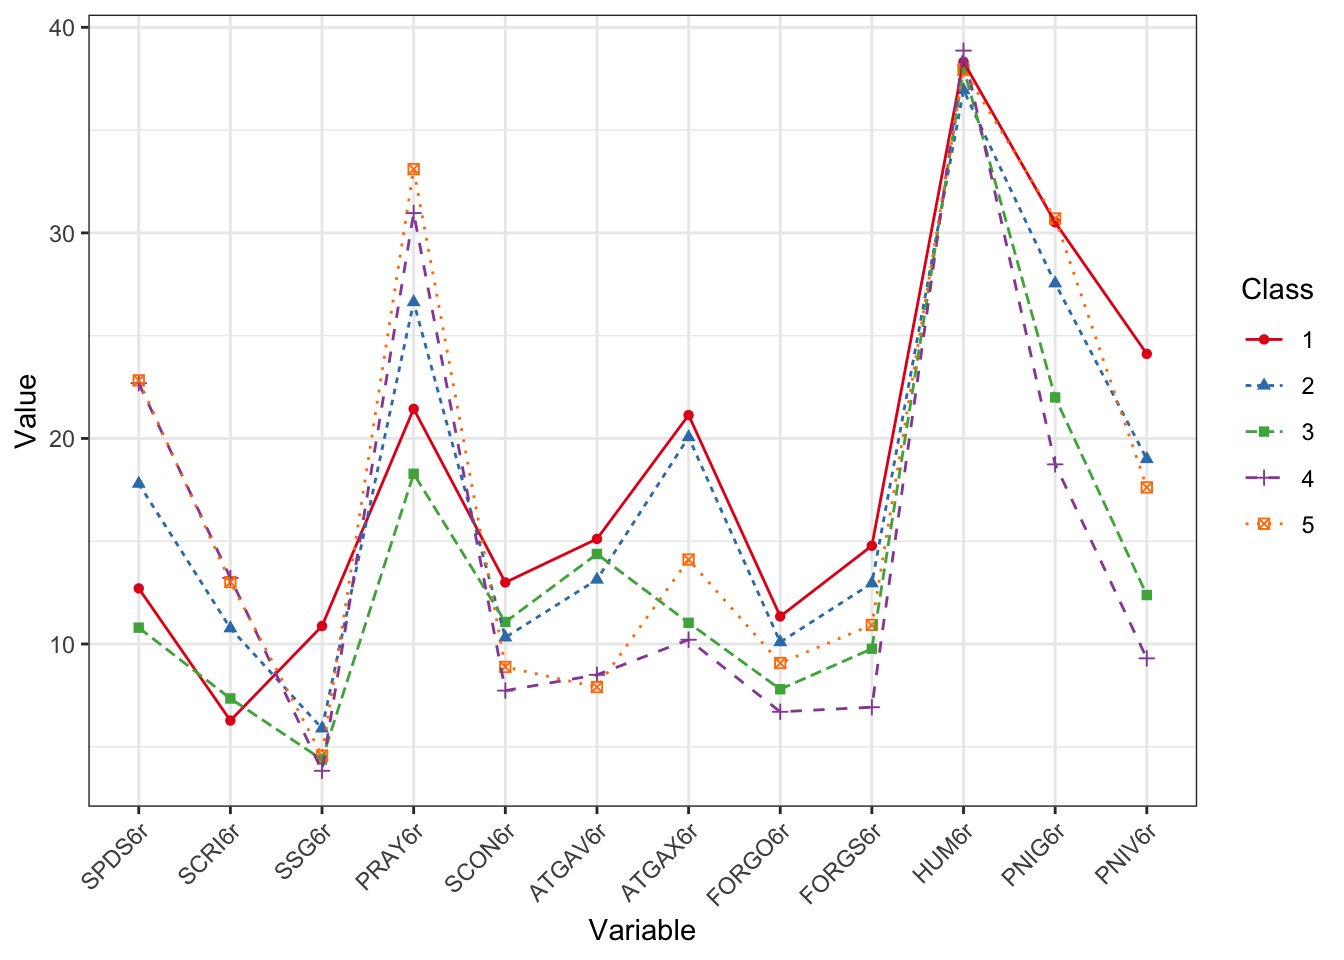 40
30
20
10
Value
SPDS6r
SCRI6r
SSG6r
PRAY6r
SCON6r
ATGAV6r
ATGAX6r
FORGO6r
FORGS6r
HUM6r
PNIG6r
PNIV6r
Variable
Class
1
2
3
4
5